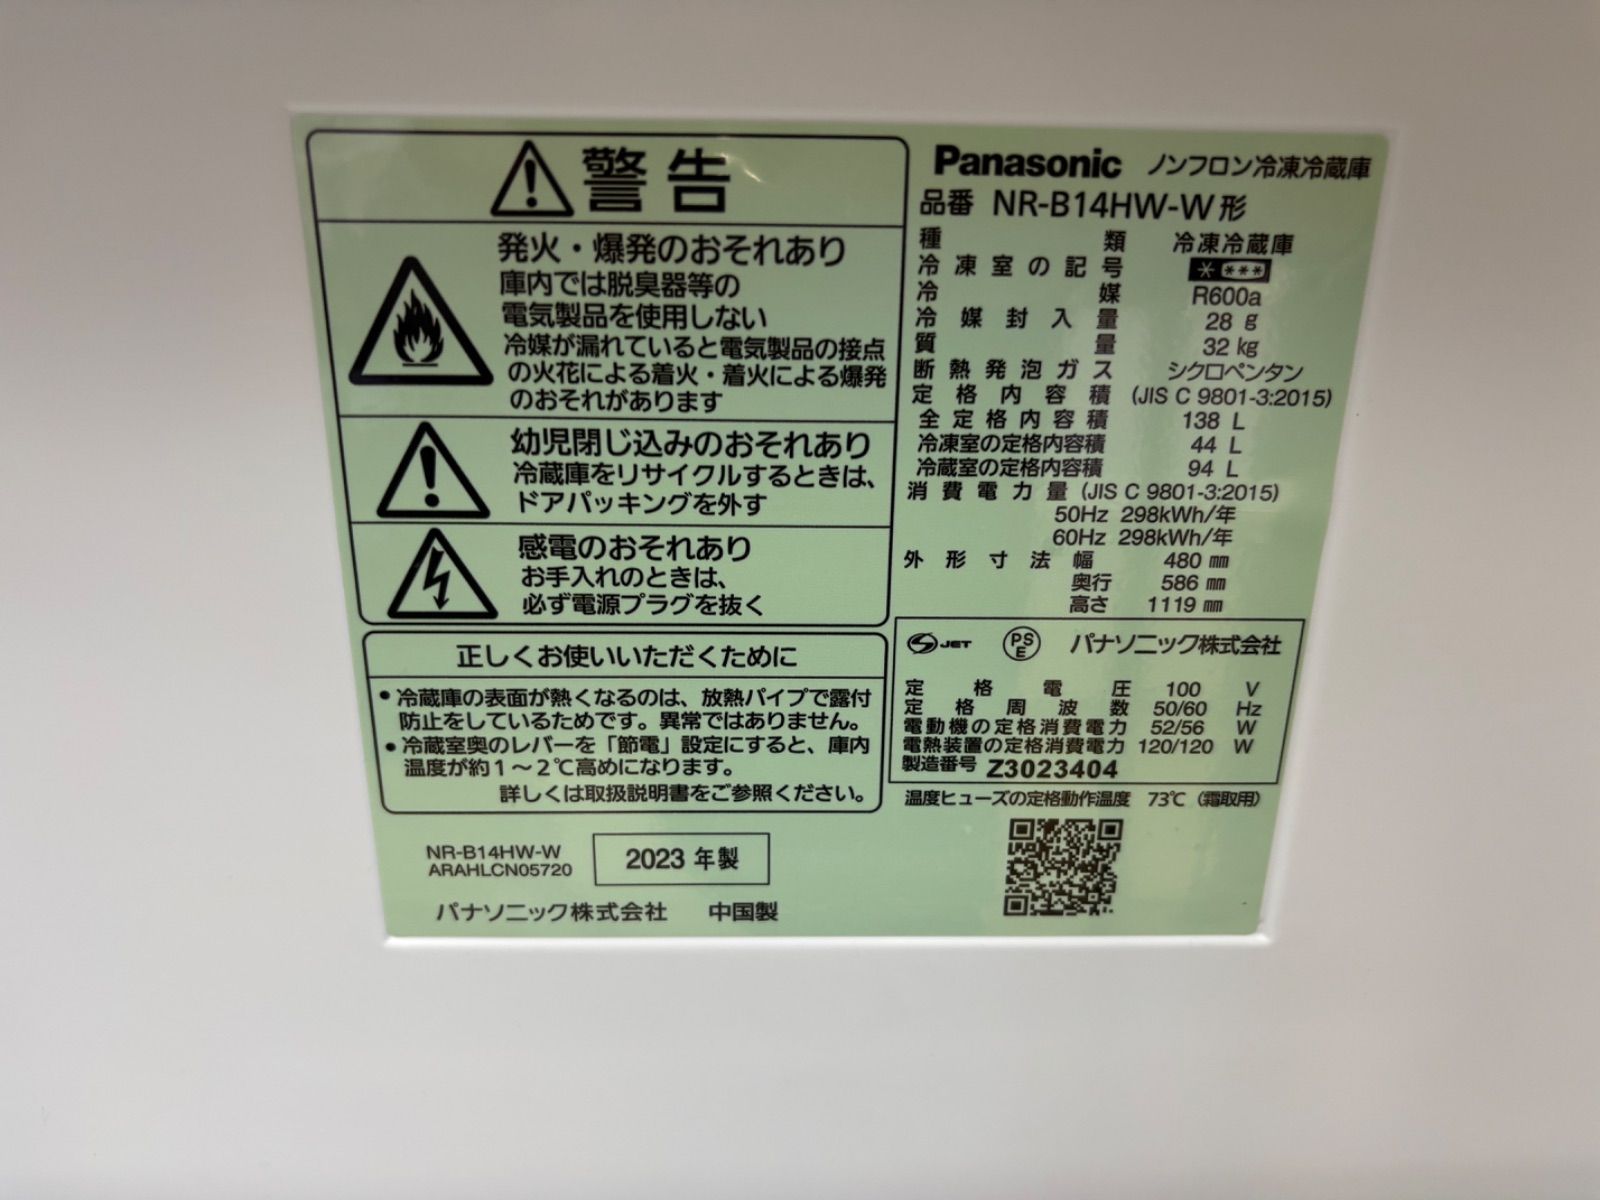 警告
発火・爆発のおそれあり
庫内では脱臭器等の
電気製品を使用しない
冷媒が漏れていると電気製品の接点
の火花による着火・着火による爆発
のおそれがあります
幼児閉じ込みのおそれあり
冷蔵庫をリサイクルするときは、
ドアパッキングを外す
感電のおそれあり
お手入れのときは、
必ず電源プラグを抜く
正しくお使いいただくために
・冷蔵庫の表面が熱くなるのは、放熱パイプで露付
防止をしているためです。異常ではありません。
・冷蔵室奥のレバーを「節電」設定にすると、庫内
温度が約1～2℃高めになります。
詳しくは取扱説明書をご参照ください。
NR-B14HW-W
ARAHLCN05720
2023 年製
パナソニック株式会社 中国製
Panasonic ノンフロン冷凍冷蔵庫
品番 NR-B14HW-W形
種類 冷凍冷蔵庫
冷凍室の記号 * ***
冷媒 R600a
冷媒封入量 28 g
質量 32 kg
断熱発泡ガス シクロペンタン
定格内容積 (JIS C 9801-3:2015)
全定格内容積 138 L
冷凍室の定格内容積 44 L
冷蔵室の定格内容積 94 L
消費電力量 (JIS C 9801-3:2015)
50Hz 298kWh/年
60Hz 298kWh/年
外形寸法 幅 480 mm
奥行 586 mm
高さ 1119 mm
JET PSE パナソニック株式会社
定格電圧 100 V
定格周波数 50/60 Hz
電動機の定格消費電力 52/56 W
電熱装置の定格消費電力 120/120 W
製造番号 Z3023404
温度ヒューズの定格動作温度 73℃ (霜取用)